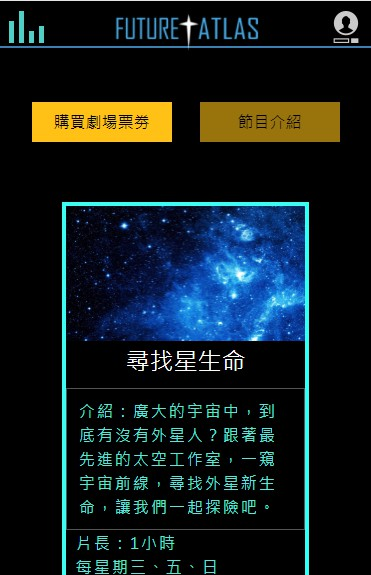 FUTURE ATLAS
購買劇場票券
節目介紹
尋找星生命
介紹：廣大的宇宙中，到
底有沒有外星人？跟著最
先進的太空工作室，一窺
宇宙前線，尋找外星新生
命，讓我們一起探險吧。
片長：1小時
每星期三、五、日